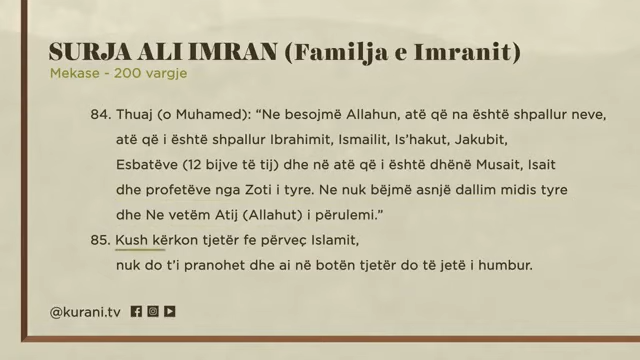 SURJA ALI IMRAN (Familja e Imranit)
Mekase - 200 vargje
84. Thuaj (o Muhamed): “Ne besojmë Allahun, atë që na është shpallur neve,
atë që i është shpallur Ibrahimit, Ismailit, Is’hakut, Jakubit,
Esbatëve (12 bijve të tij) dhe në atë që i është dhënë Musait, Isait
dhe profetëve nga Zoti i tyre. Ne nuk bëjmë asnjë dallim midis tyre
dhe Ne vetëm Atij (Allahut) i përulemi.”
85. Kush kërkon tjetër fe përveç Islamit,
nuk do t’i pranohet dhe ai në botën tjetër do të jetë i humbur.
@kurani.tv